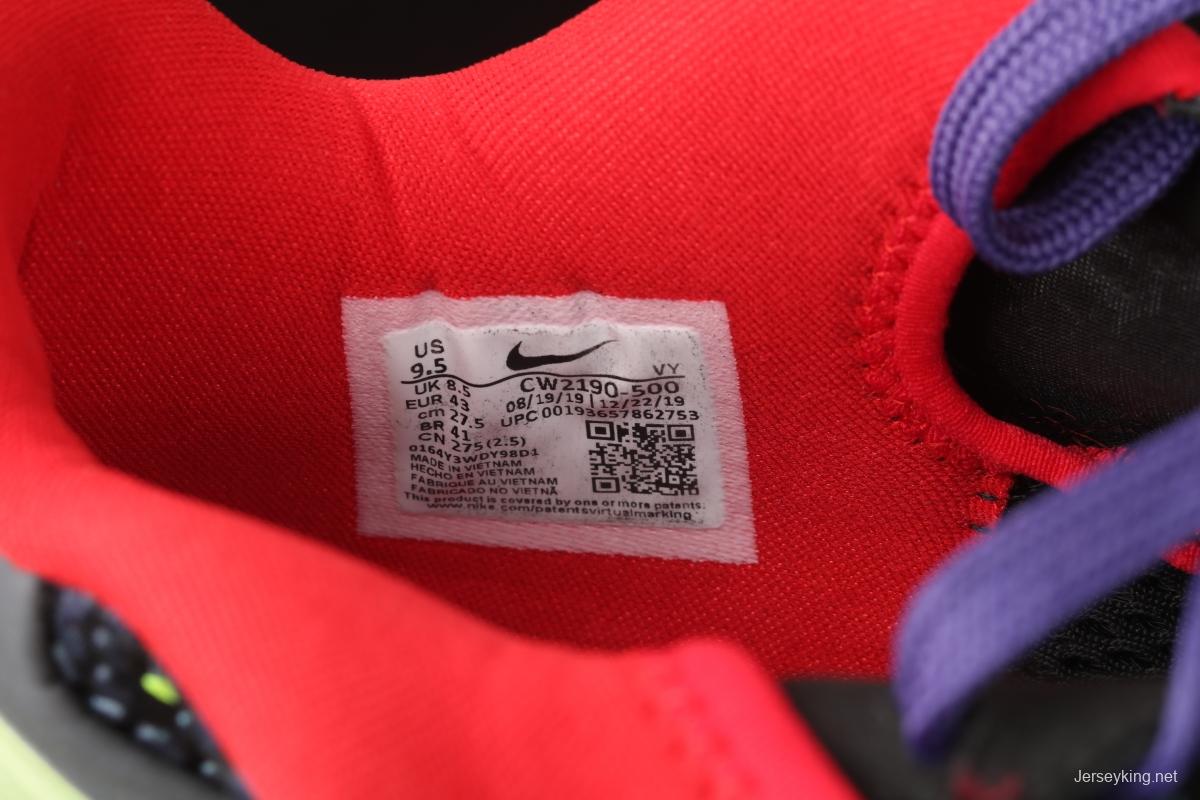 US
9.5
VY
UK 8.5
CW2190-500
EUR 43
08/19/19 | 12/22/19
cm 27.5
UPC 00193657862753
BR 41
CN 275(2.5)
0164Y3WDY98D1
MADE IN VIETNAM
HECHO EN VIETNAM
FABRIQUE AU VIETNAM
FABRICADO NO VIETNÃ
This product is covered by one or more patents.
www.nike.com/patentsvirtualmarking
Jerseyking.net